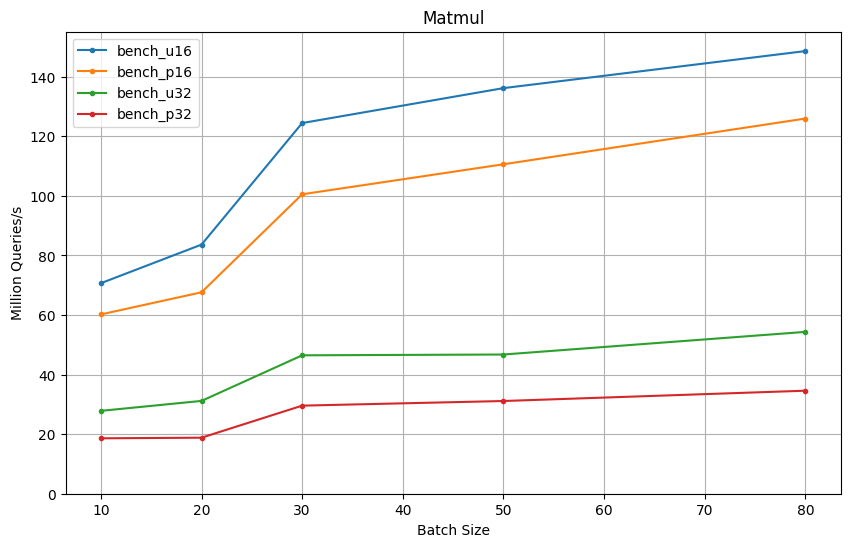 Matmul
bench_u16
bench_p16
bench_u32
bench_p32
Million Queries/s
140
120
100
80
60
40
20
0
10 20 30 40 50 60 70 80
Batch Size